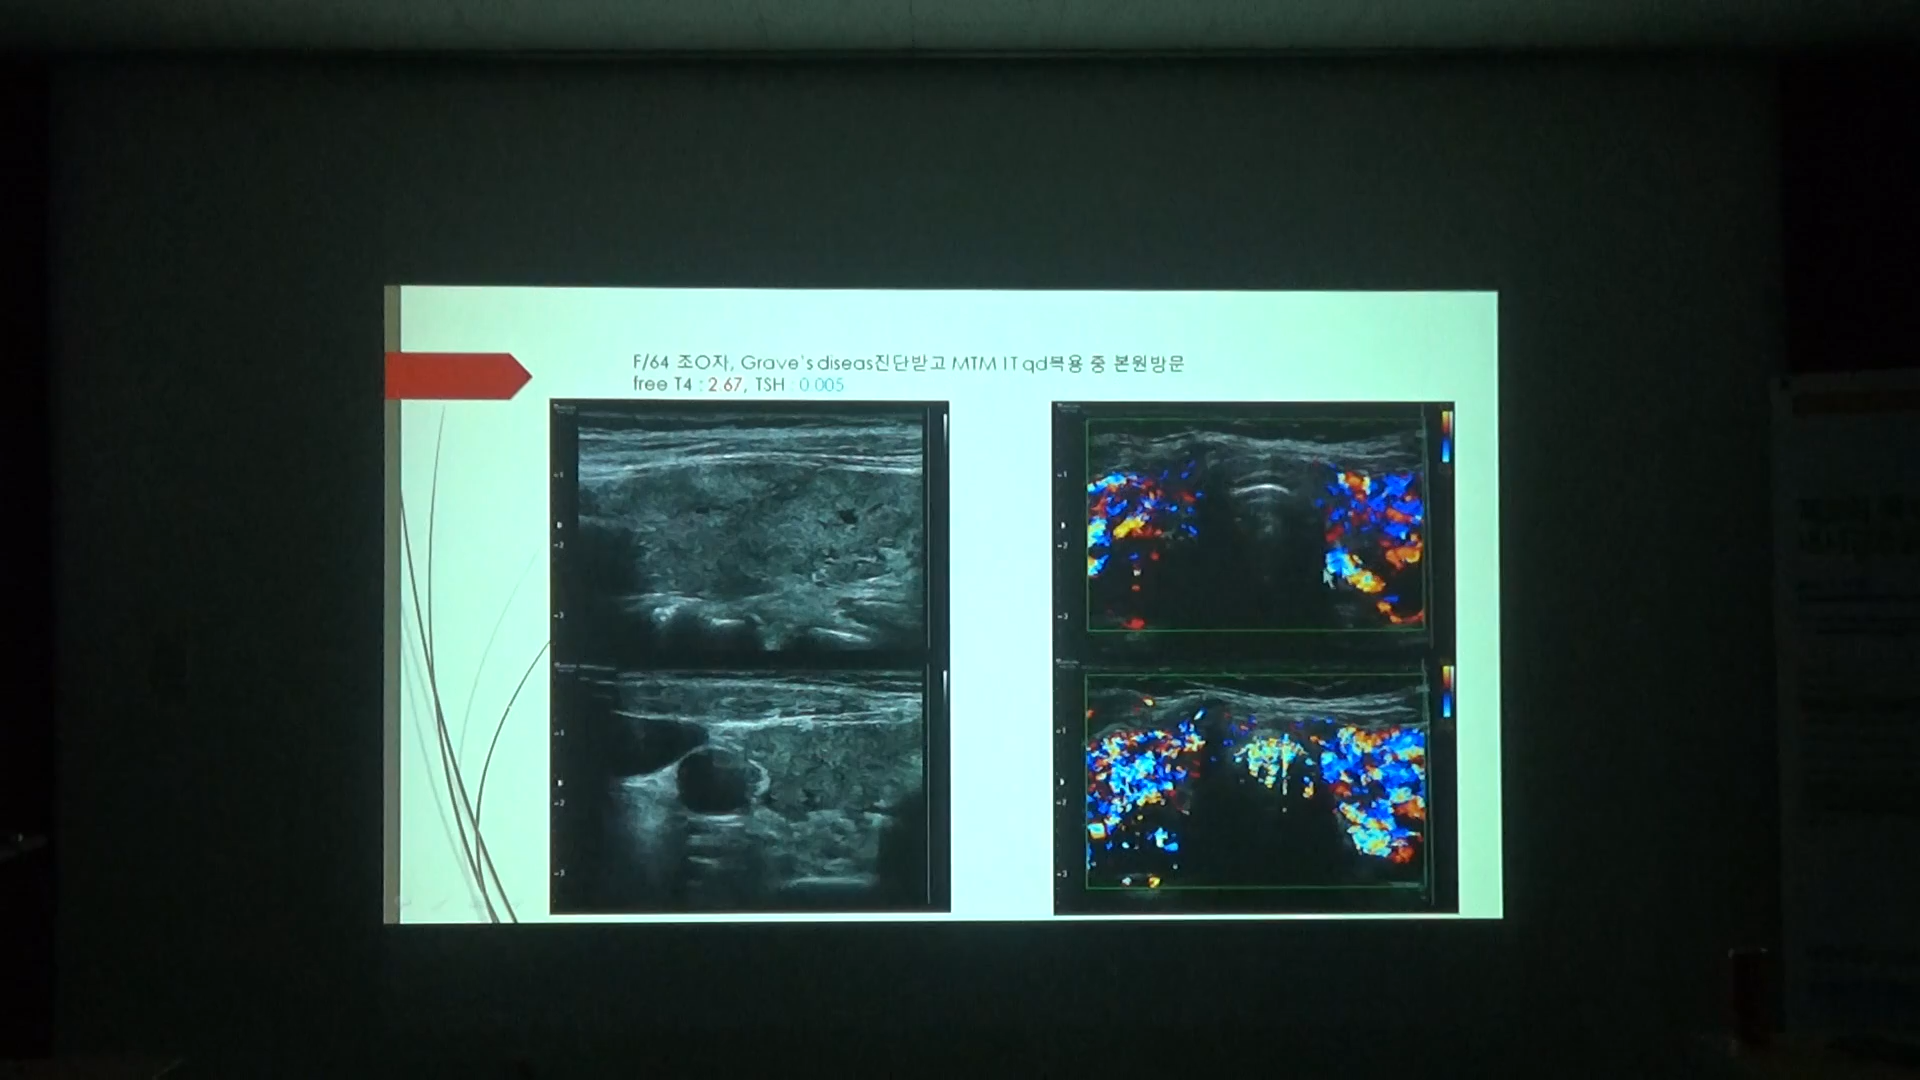 F/64 조O자, Grave's diseas진단받고 MTM 1T qd복용 중 본원방문
free T4 : 2.67, TSH : 0.005